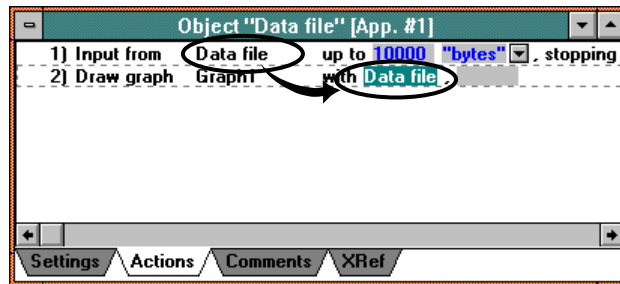 Object "Data file" [App. #1]
1) Input from Data file up to 10000 "bytes" , stopping
2) Draw graph Graph1 with Data file ,
Settings Actions Comments XRef